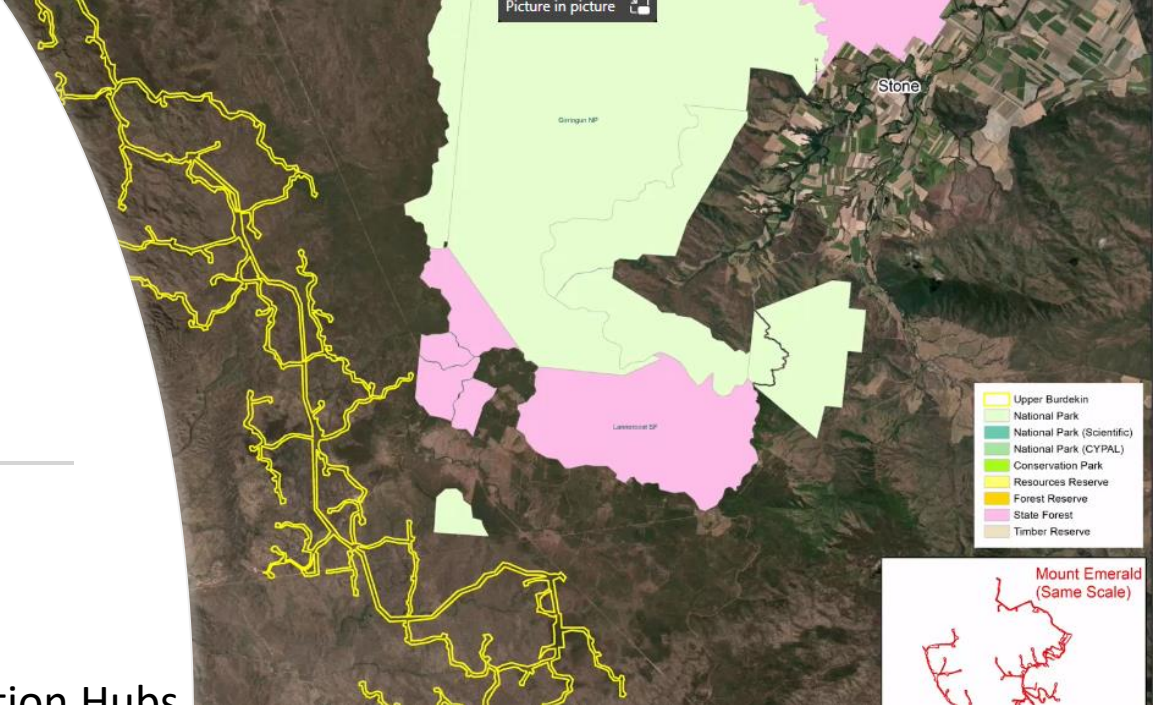 Picture in picture
Stone
Girringun NP
Lannercost SF
Upper Burdekin
National Park
National Park (Scientific)
National Park (CYPAL)
Conservation Park
Resources Reserve
Forest Reserve
State Forest
Timber Reserve
Mount Emerald
(Same Scale)
tion Hubs